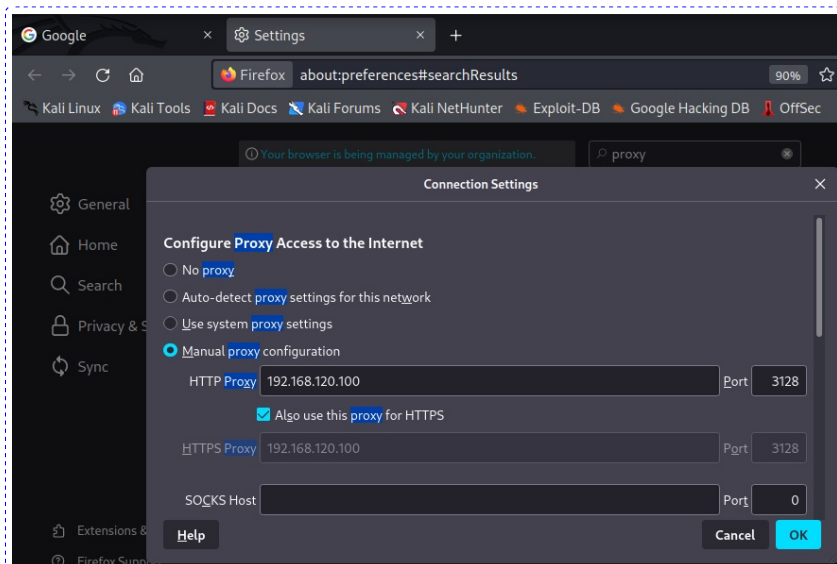 Google
Settings
Firefox about:preferences#searchResults 90%
Kali Linux Kali Tools Kali Docs Kali Forums Kali NetHunter Exploit-DB Google Hacking DB OffSec
Your browser is being managed by your organization. proxy
Connection Settings
General
Home
Search
Privacy & S
Sync
Extensions &
Firefox Suppo
Configure Proxy Access to the Internet
No proxy
Auto-detect proxy settings for this network
Use system proxy settings
Manual proxy configuration
HTTP Proxy 192.168.120.100 Port 3128
Also use this proxy for HTTPS
HTTPS Proxy 192.168.120.100 Port 3128
SOCKS Host Port 0
Help Cancel OK